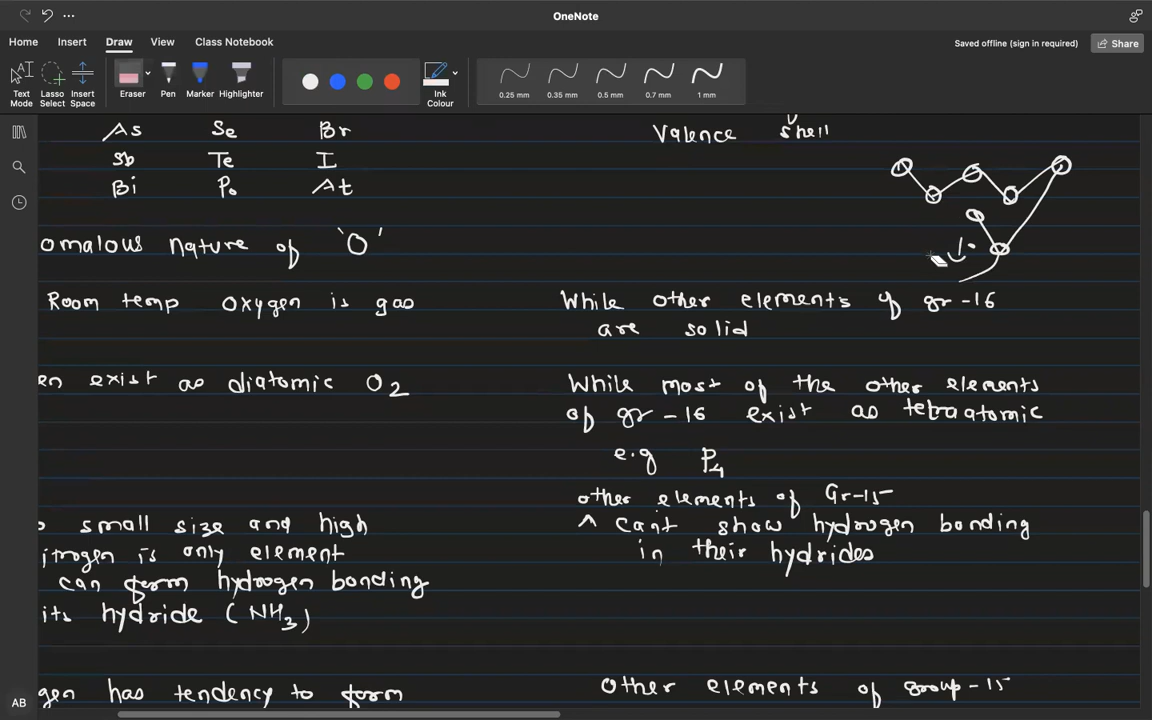 OneNote
Home Insert Draw View Class Notebook
Saved offline (sign in required) Share
Text Mode Lasso Select Insert Space Eraser Pen Marker Highlighter Ink Colour 0.25 mm 0.35 mm 0.5 mm 0.7 mm 1 mm
As Se Br Valence shell
Sb Te I
Bi Po At
omalous nature of 'O'
Room temp oxygen is gas While other elements of gr-16
are solid
en exist as diatomic O2 While most of the other elements
of gr-16 exist as tetraatomic
e.g P4
other elements of Gr-15
small size and high ^ can't show hydrogen bonding
itrogen is only element in their hydrides
can form hydrogen bonding
its hydride (NH3)
gen has tendency to form Other elements of group-15
AB